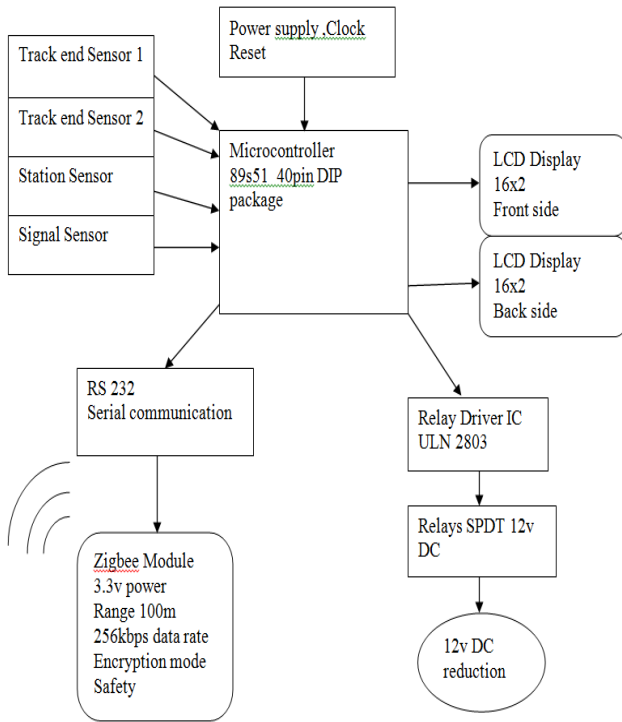 Power supply ,Clock
Reset
Track end Sensor 1
Track end Sensor 2
Station Sensor
Signal Sensor
Microcontroller
89s51 40pin DIP
package
LCD Display
16x2
Front side
LCD Display
16x2
Back side
RS 232
Serial communication
Relay Driver IC
ULN 2803
Relays SPDT 12v
DC
Zigbee Module
3.3v power
Range 100m
256kbps data rate
Encryption mode
Safety
12v DC
reduction